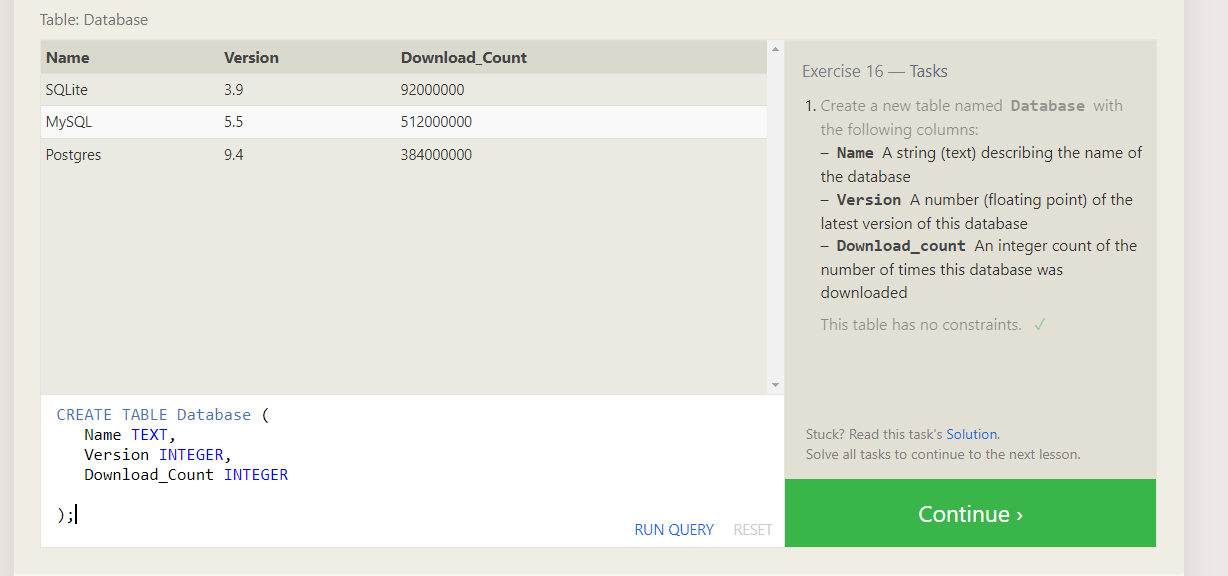 Table: Database
Name Version Download_Count
SQLite 3.9 92000000
MySQL 5.5 512000000
Postgres 9.4 384000000
CREATE TABLE Database (
Name TEXT,
Version INTEGER,
Download_Count INTEGER
);
RUN QUERY RESET
Exercise 16 — Tasks
1. Create a new table named Database with
the following columns:
– Name A string (text) describing the name of
the database
– Version A number (floating point) of the
latest version of this database
– Download_count An integer count of the
number of times this database was
downloaded
This table has no constraints. ✓
Stuck? Read this task's Solution.
Solve all tasks to continue to the next lesson.
Continue ›